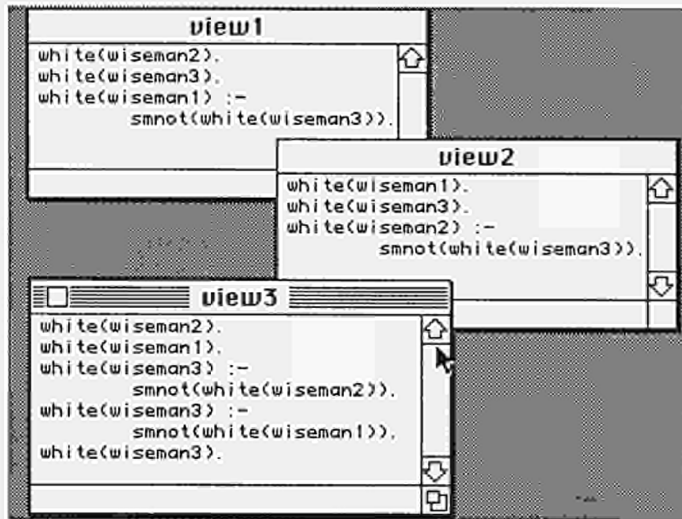 view1
white(wiseman2).
white(wiseman3).
white(wiseman1) :-
smnot(white(wiseman3)).
view2
white(wiseman1).
white(wiseman3).
white(wiseman2) :-
smnot(white(wiseman3)).
view3
white(wiseman2).
white(wiseman1).
white(wiseman3) :-
smnot(white(wiseman2)).
white(wiseman3) :-
smnot(white(wiseman1)).
white(wiseman3).